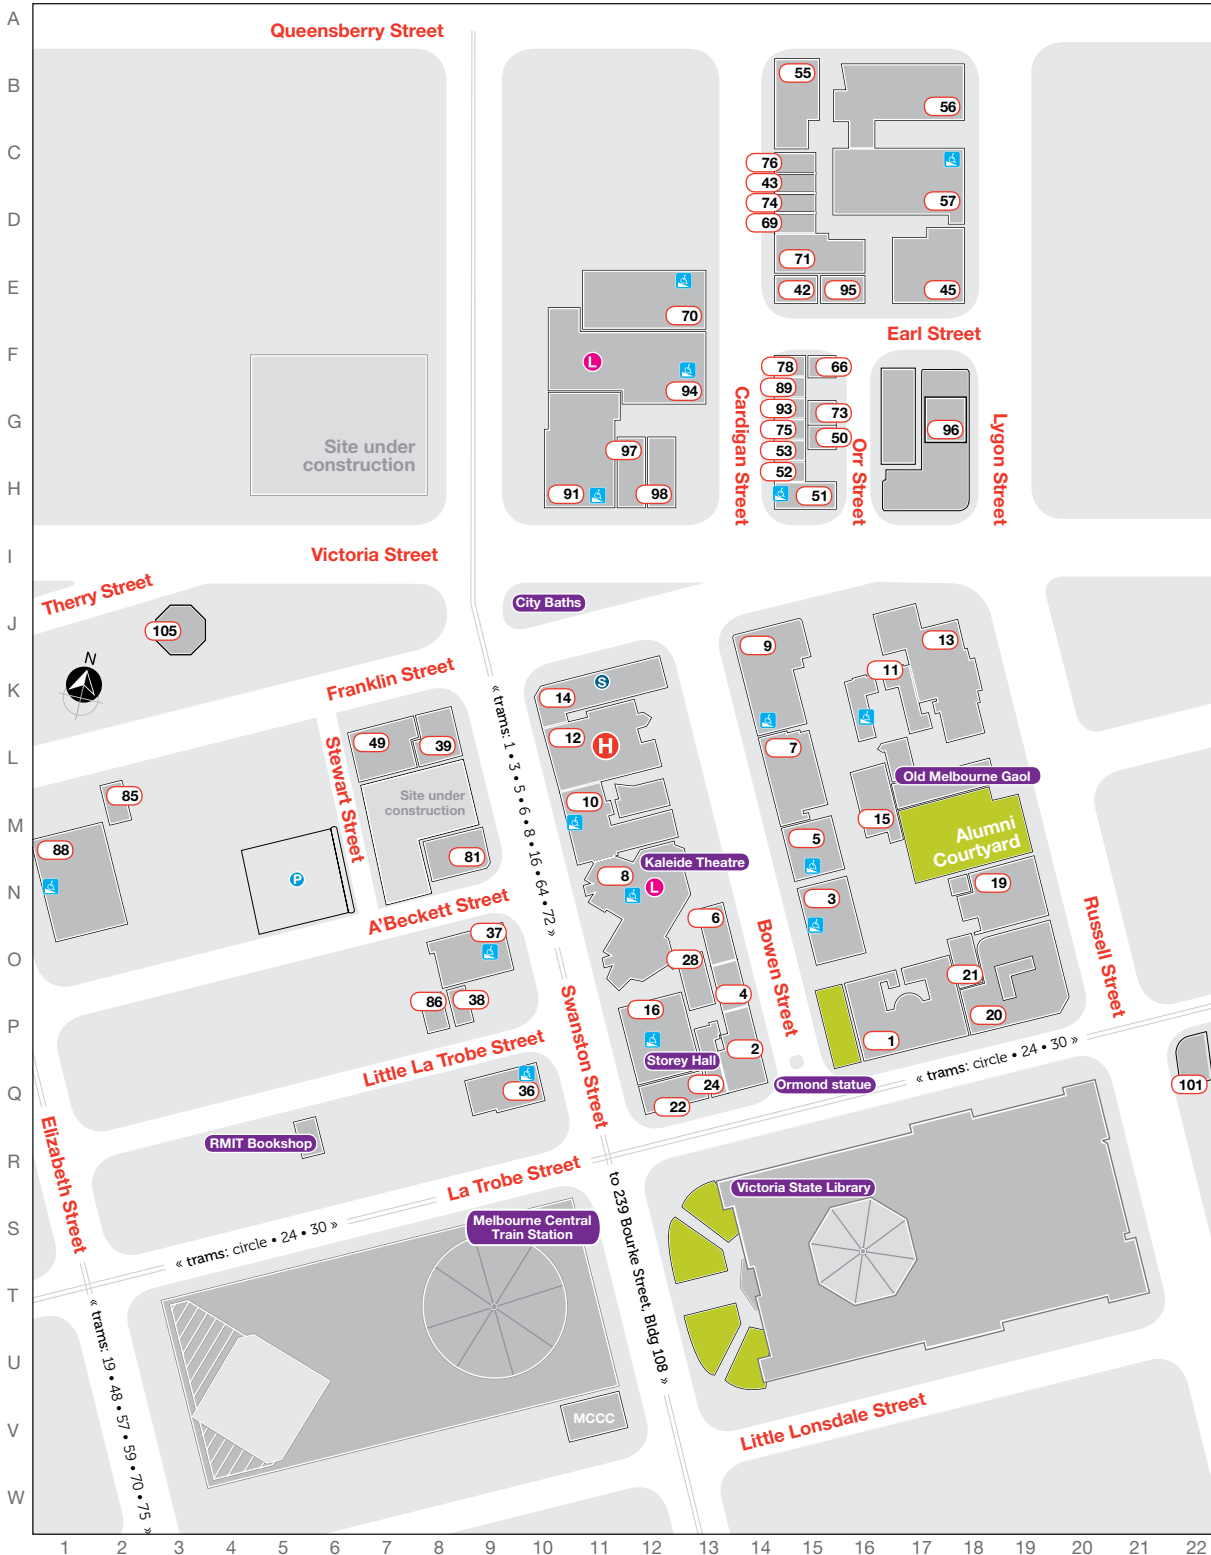 A
Queensberry Street
B
55
56
C
76
43
57
D
74
69
71
E
42
95
45
70
Earl Street
F
L
78
66
94
89
Cardigan Street
93
73
G
75
50
96
Lygon Street
Site under
construction
97
53
Orr Street
52
H
91
98
51
I
Victoria Street
Therry Street
City Baths
J
105
9
13
N
K
Franklin Street
14
S
11
« trams: 1 • 3 • 5 • 6 • 8 • 16 • 64 • 72 »
49
39
12
H
7
L
Stewart Street
Old Melbourne Gaol
85
Site under
construction
10
15
M
88
81
5
Alumni
Courtyard
Kaleide Theatre
N
P
8
L
3
19
A'Beckett Street
6
Russell Street
O
37
28
Bowen Street
21
86
38
4
P
16
20
Swanston Street
1
Little La Trobe Street
Storey Hall
2
« trams: circle • 24 • 30 »
Q
36
24
Ormond statue
101
22
RMIT Bookshop
R
Elizabeth Street
La Trobe Street
Victoria State Library
S
« trams: circle • 24 • 30 »
Melbourne Central
Train Station
to 239 Bourke Street, Bldg 108 »
T
« trams: 19 • 48 • 57 • 59 • 70 • 75 »
U
V
MCCC
Little Lonsdale Street
W
1 2 3 4 5 6 7 8 9 10 11 12 13 14 15 16 17 18 19 20 21 22